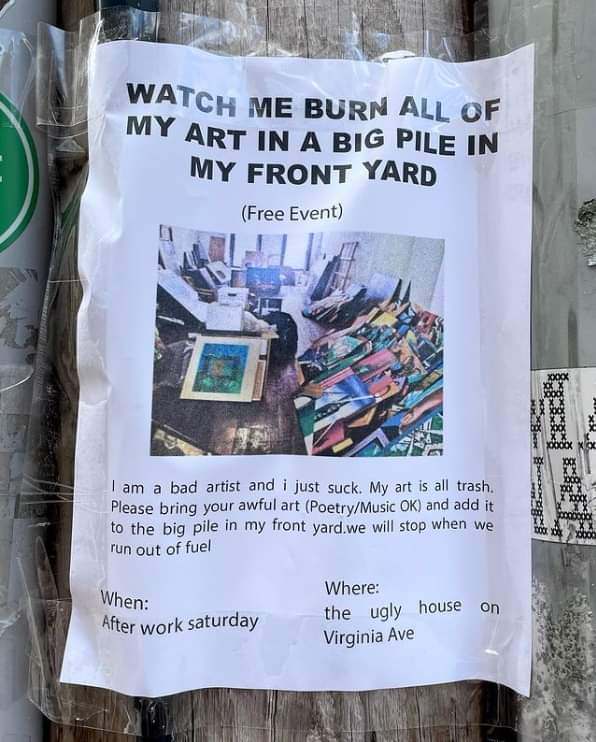 WATCH ME BURN ALL OF
MY ART IN A BIG PILE IN
MY FRONT YARD
(Free Event)
I am a bad artist and i just suck. My art is all trash.
Please bring your awful art (Poetry/Music OK) and add it
to the big pile in my front yard.we will stop when we
run out of fuel
When:
After work saturday
Where:
the ugly house on
Virginia Ave